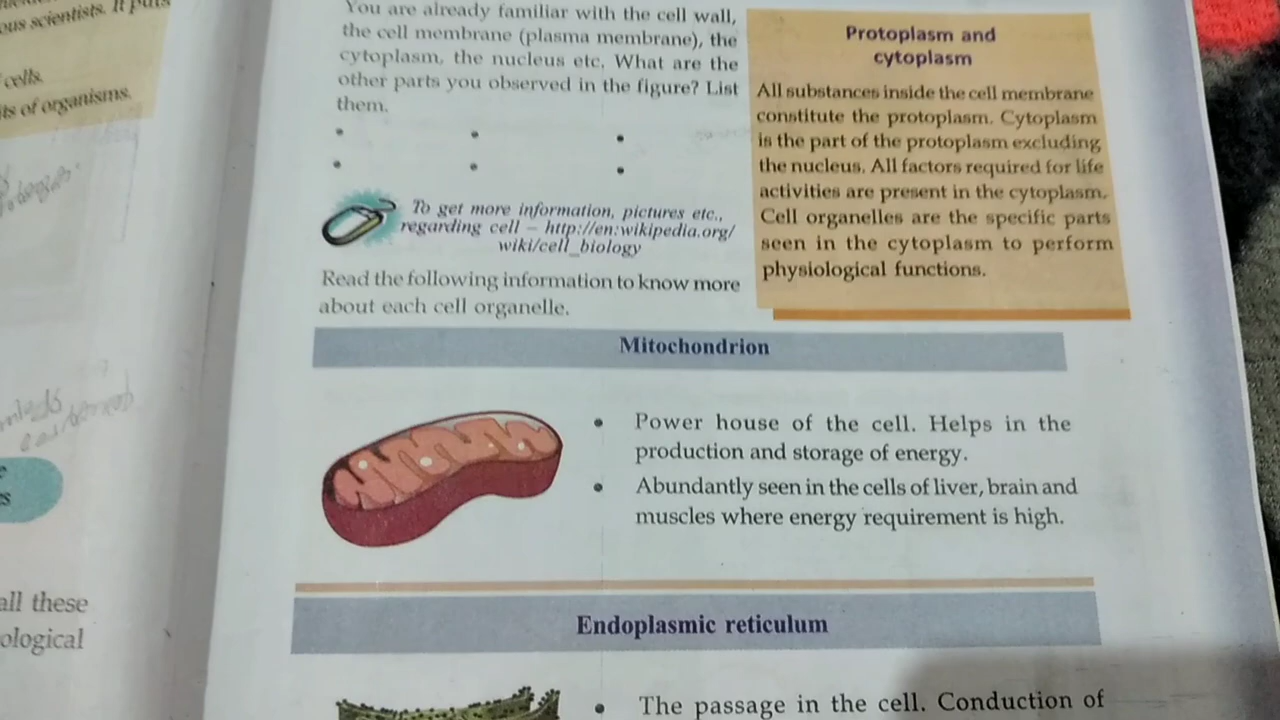 ous scientists. It puts
cells.
its of organisms.
all these
ological
You are already familiar with the cell wall,
the cell membrane (plasma membrane), the
cytoplasm, the nucleus etc. What are the
other parts you observed in the figure? List
them.
To get more information, pictures etc.,
regarding cell – http://en:wikipedia.org/
wiki/cell_biology
Read the following information to know more
about each cell organelle.
Protoplasm and
cytoplasm
All substances inside the cell membrane
constitute the protoplasm. Cytoplasm
is the part of the protoplasm excluding
the nucleus. All factors required for life
activities are present in the cytoplasm.
Cell organelles are the specific parts
seen in the cytoplasm to perform
physiological functions.
Mitochondrion
• Power house of the cell. Helps in the
production and storage of energy.
• Abundantly seen in the cells of liver, brain and
muscles where energy requirement is high.
Endoplasmic reticulum
• The passage in the cell. Conduction of